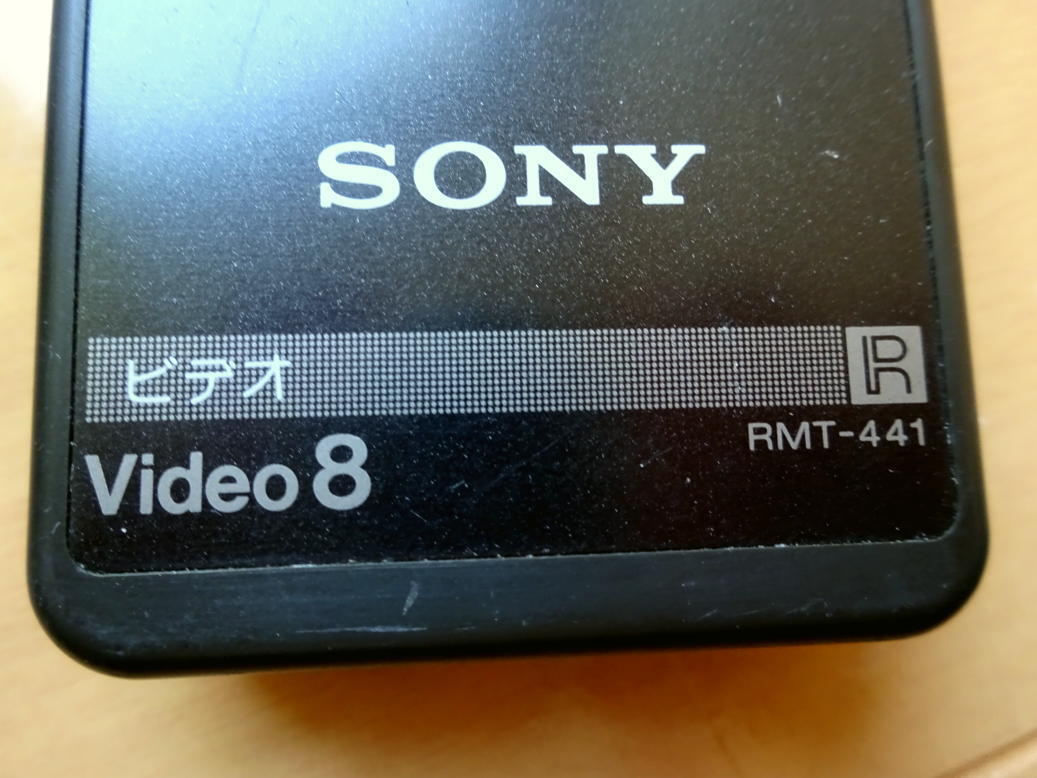 SONY
ビデオ R
RMT-441
Video 8